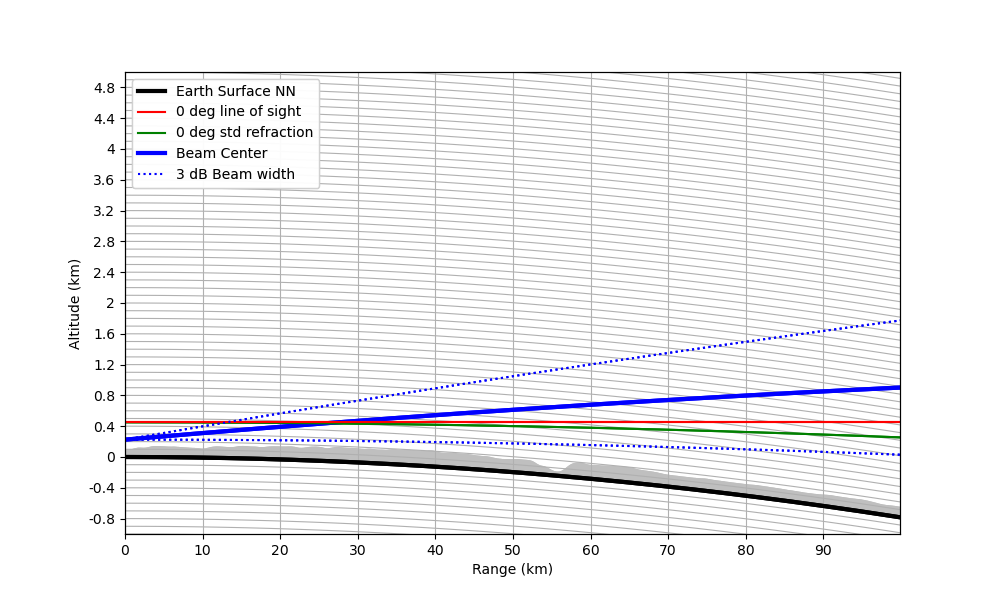 Earth Surface NN
0 deg line of sight
0 deg std refraction
Beam Center
3 dB Beam width
Altitude (km)
4.8
4.4
4
3.6
3.2
2.8
2.4
2
1.6
1.2
0.8
0.4
0
-0.4
-0.8
0 10 20 30 40 50 60 70 80 90
Range (km)